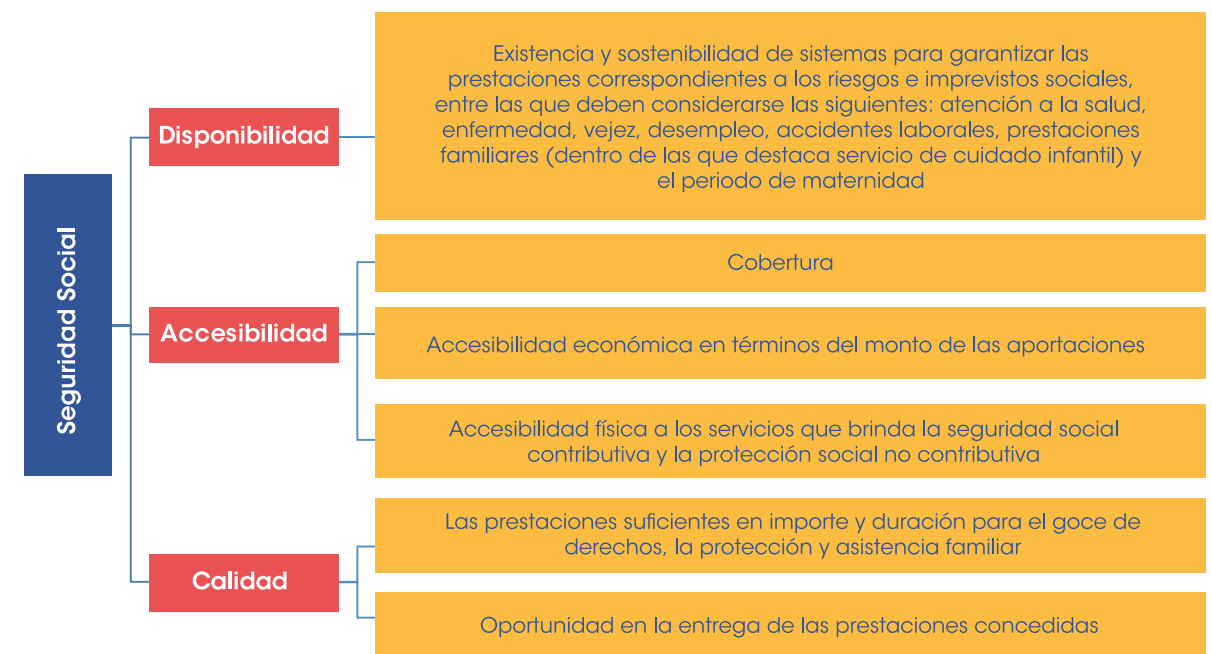 Seguridad Social
Disponibilidad
Existencia y sostenibilidad de sistemas para garantizar las
prestaciones correspondientes a los riesgos e imprevistos sociales,
entre las que deben considerarse las siguientes: atención a la salud,
enfermedad, vejez, desempleo, accidentes laborales, prestaciones
familiares (dentro de las que destaca servicio de cuidado infantil) y
el periodo de maternidad
Accesibilidad
Cobertura
Accesibilidad económica en términos del monto de las aportaciones
Accesibilidad física a los servicios que brinda la seguridad social
contributiva y la protección social no contributiva
Calidad
Las prestaciones suficientes en importe y duración para el goce de
derechos, la protección y asistencia familiar
Oportunidad en la entrega de las prestaciones concedidas